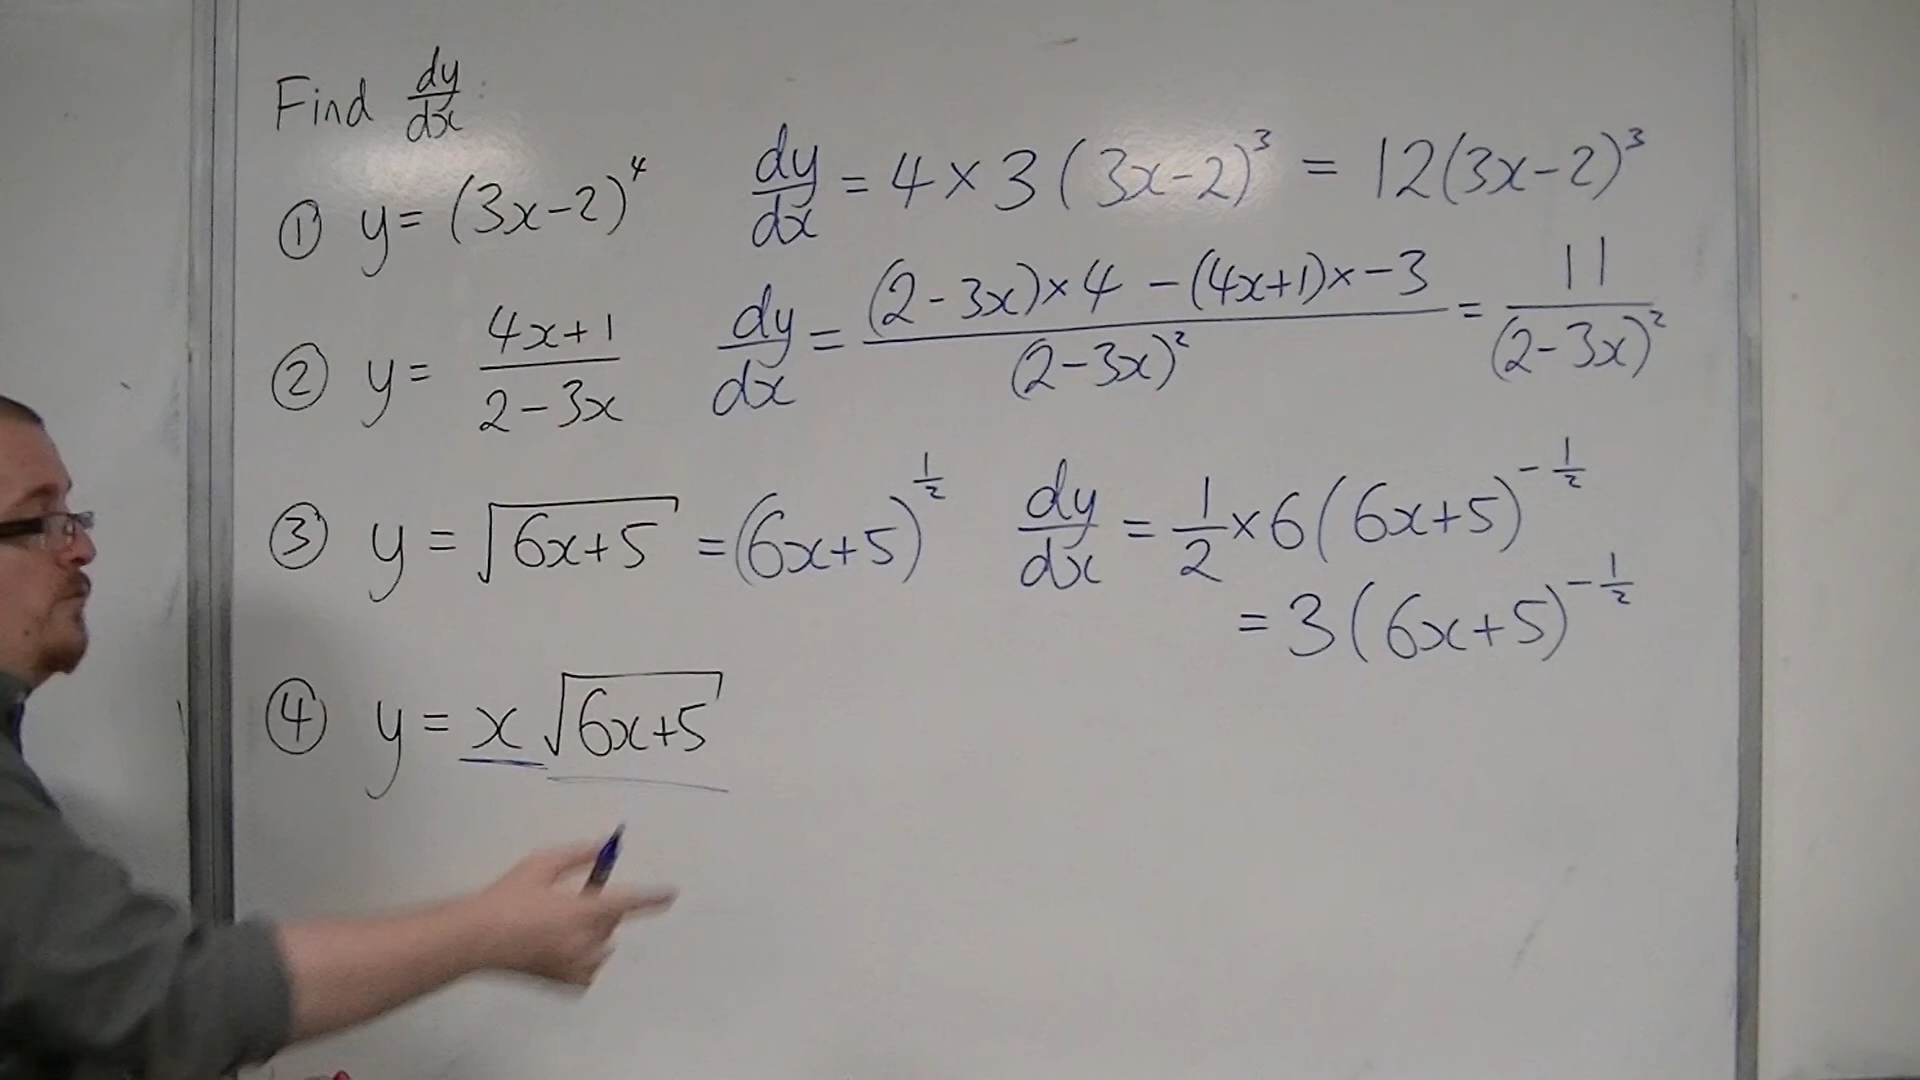 Find dy/dx
① y = (3x-2)⁴ dy/dx = 4 × 3 (3x-2)³ = 12(3x-2)³
② y = (4x+1)/(2-3x) dy/dx = ((2-3x)×4 - (4x+1)×-3)/(2-3x)² = 11/(2-3x)²
③ y = √(6x+5) = (6x+5)^(1/2) dy/dx = 1/2 × 6 (6x+5)^(-1/2)
= 3 (6x+5)^(-1/2)
④ y = x √(6x+5)